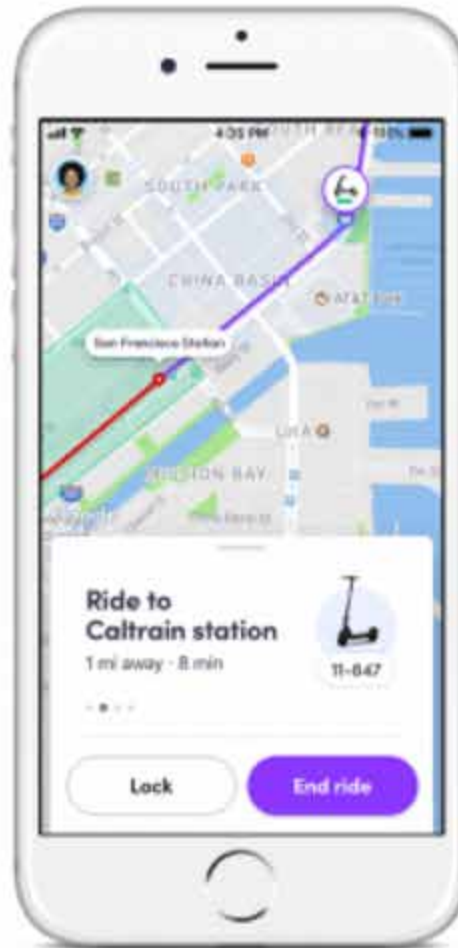 4:35 PM
100%
SOUTH PARK
CHINA BASIN
AT&T Park
San Francisco Station
MISSION BAY
Ride to
Caltrain station
1 mi away · 8 min
11-847
Lock
End ride